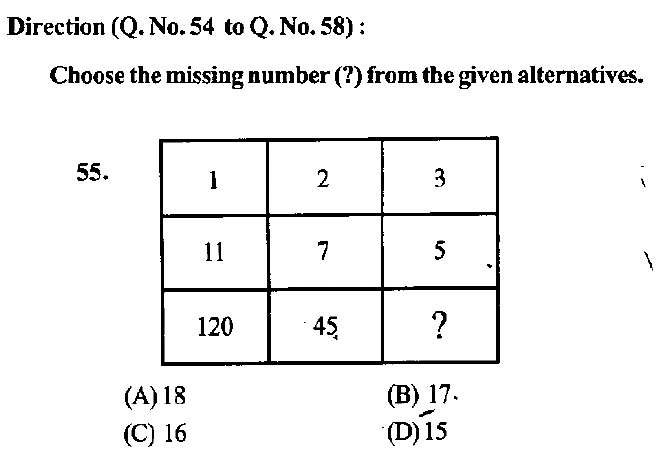 Direction (Q. No. 54 to Q. No. 58) :
Choose the missing number (?) from the given alternatives.
55.
1 2 3
11 7 5
120 45 ?
(A) 18 (B) 17
(C) 16 (D) 15